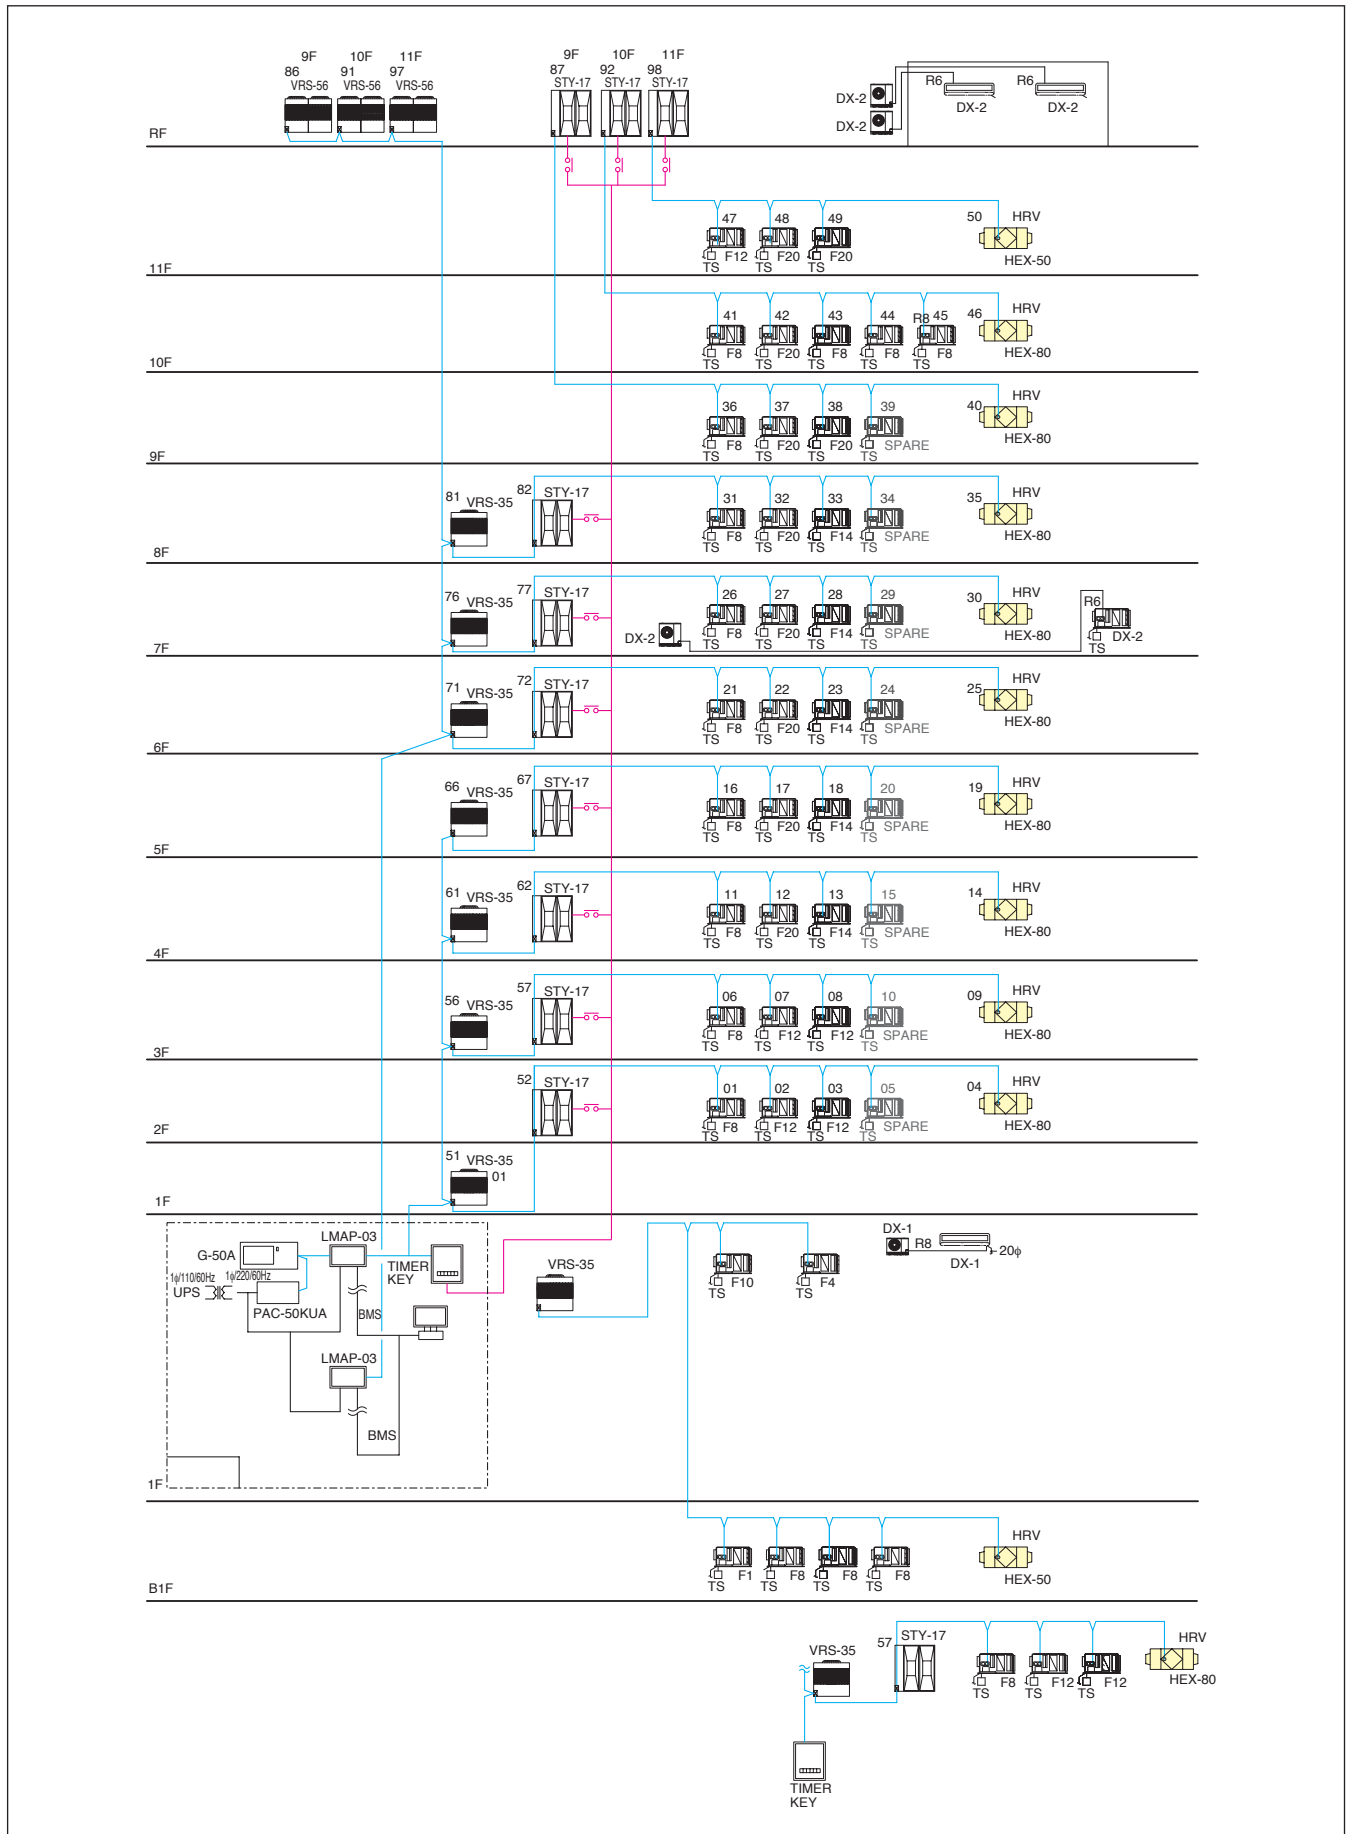 9F 10F 11F
86 91 97
VRS-56 VRS-56 VRS-56
9F 10F 11F
87 92 98
STY-17 STY-17 STY-17
DX-2
DX-2
R6 R6
DX-2 DX-2
RF
47 48 49 50 HRV
F12 F20 F20 HEX-50
TS TS TS
11F
41 42 43 44 R8 45 46 HRV
F8 F20 F8 F8 F8 HEX-80
TS TS TS TS TS
10F
36 37 38 39 40 HRV
F8 F20 F20 SPARE HEX-80
TS TS TS TS
9F
81 VRS-35 82 STY-17 31 32 33 34 35 HRV
F8 F20 F14 SPARE HEX-80
TS TS TS TS
8F
76 VRS-35 77 STY-17 26 27 28 29 30 HRV R6
DX-2 F8 F20 F14 SPARE HEX-80 DX-2
TS TS TS TS TS
7F
71 VRS-35 72 STY-17 21 22 23 24 25 HRV
F8 F20 F14 SPARE HEX-80
TS TS TS TS
6F
66 VRS-35 67 STY-17 16 17 18 20 19 HRV
F8 F20 F14 SPARE HEX-80
TS TS TS TS
5F
61 VRS-35 62 STY-17 11 12 13 15 14 HRV
F8 F20 F14 SPARE HEX-80
TS TS TS TS
4F
56 VRS-35 57 STY-17 06 07 08 10 09 HRV
F8 F12 F12 SPARE HEX-80
TS TS TS TS
3F
52 STY-17 01 02 03 05 04 HRV
F8 F12 F12 SPARE HEX-80
TS TS TS TS
2F
51 VRS-35
01
1F
G-50A LMAP-03
TIMER
KEY
1φ/110/60Hz 1φ/220/60Hz
UPS
PAC-50KUA
BMS
LMAP-03
BMS
VRS-35
F10 F4
TS TS
DX-1
R8
DX-1
20φ
1F
HRV
F1 F8 F8 F8 HEX-50
TS TS TS TS
B1F
VRS-35 57 STY-17 HRV
F8 F12 F12 HEX-80
TS TS TS
TIMER
KEY